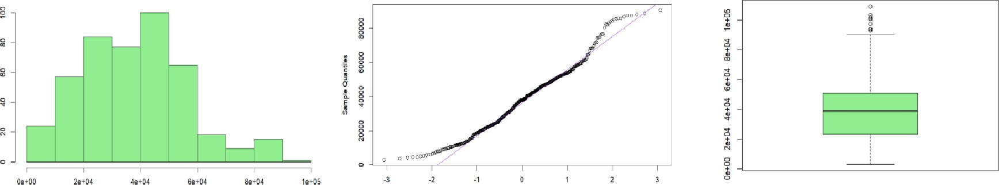 100
80
60
40
20
0
0e+00 2e+04 4e+04 6e+04 8e+04 1e+05
Sample Quantiles
80000
60000
40000
20000
0
-3 -2 -1 0 1 2 3
1e+05
8e+04
6e+04
4e+04
2e+04
0e+00